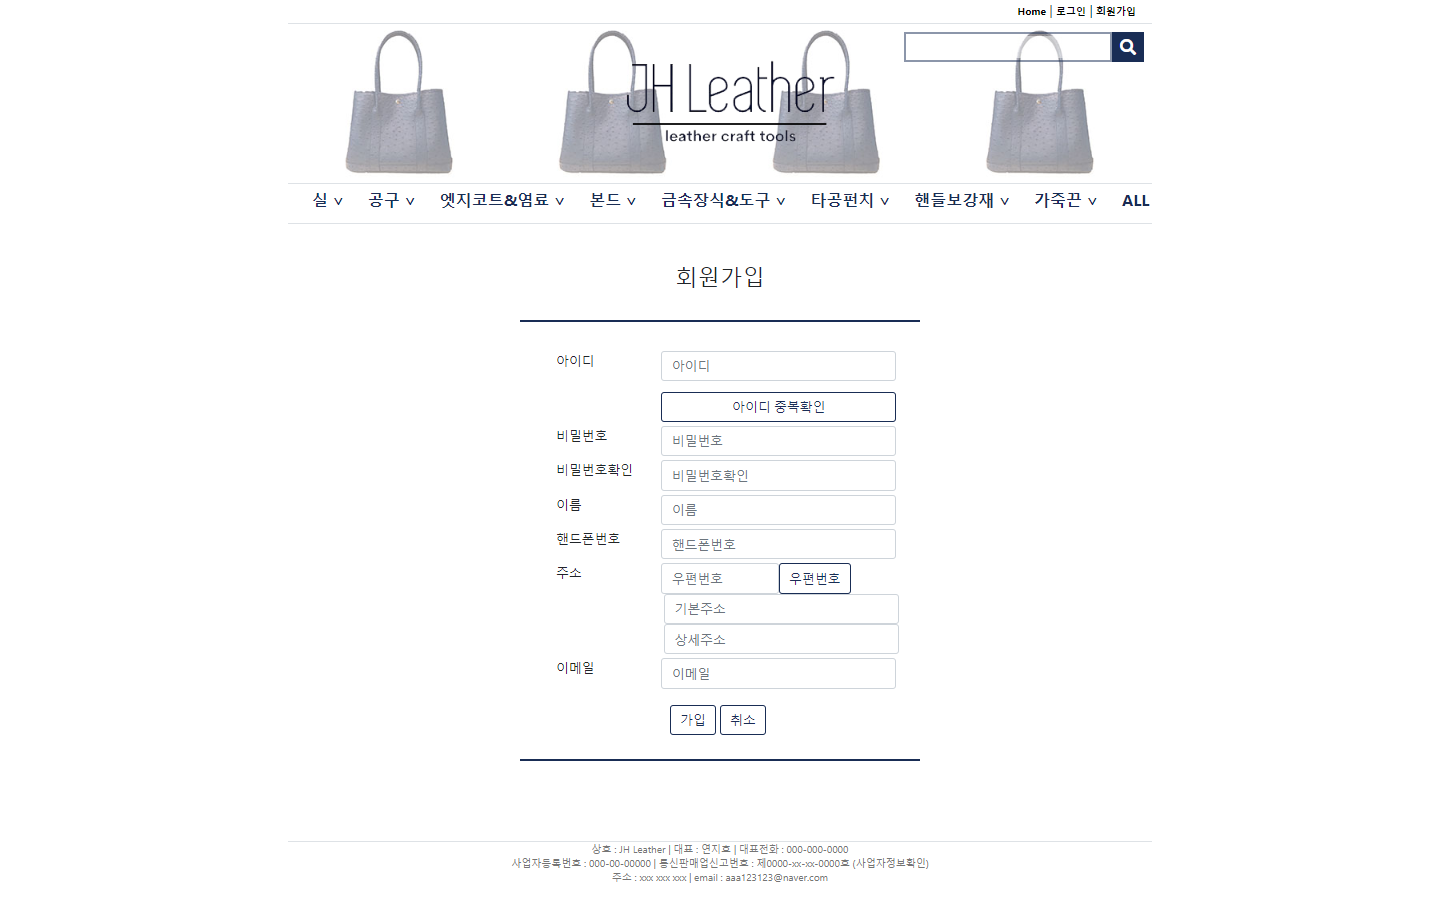 Home | 로그인 | 회원가입
JH Leather
leather craft tools
실 ∨ 공구 ∨ 엣지코트&염료 ∨ 본드 ∨ 금속장식&도구 ∨ 타공펀치 ∨ 핸들보강재 ∨ 가죽끈 ∨ ALL
회원가입
아이디 아이디
아이디 중복확인
비밀번호 비밀번호
비밀번호확인 비밀번호확인
이름 이름
핸드폰번호 핸드폰번호
주소 우편번호 우편번호
기본주소
상세주소
이메일 이메일
가입 취소
상호 : JH Leather | 대표 : 연지호 | 대표전화 : 000-000-0000
사업자등록번호 : 000-00-00000 | 통신판매업신고번호 : 제0000-xx-xx-0000호 (사업자정보확인)
주소 : xxx xxx xxx | email : aaa123123@naver.com